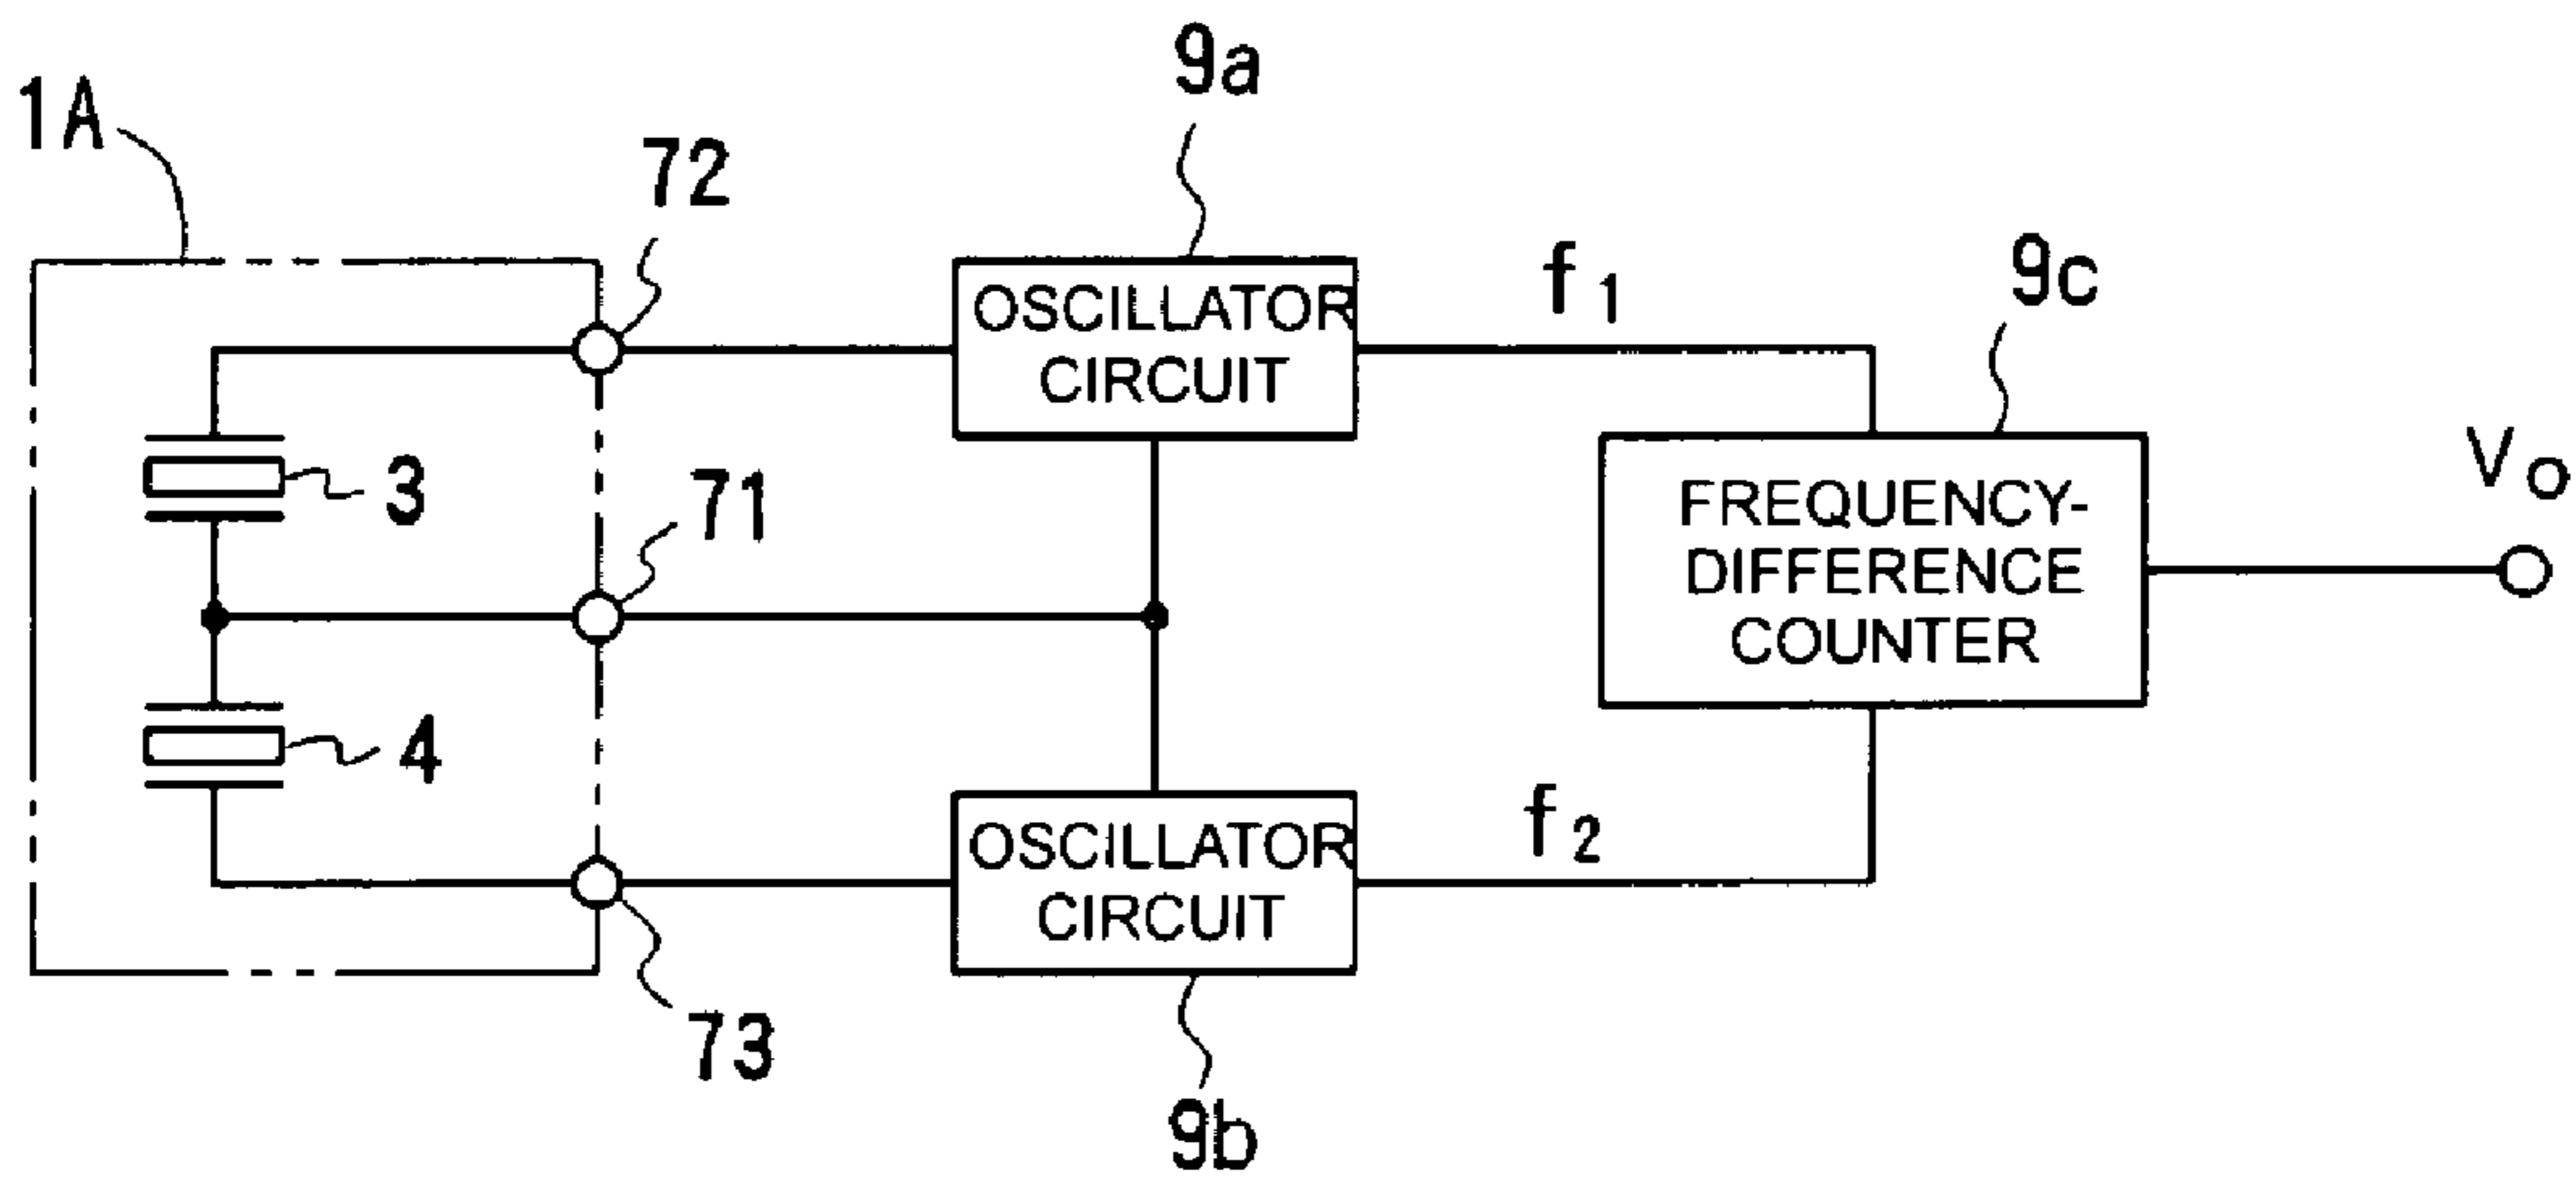 9a
1A
72
OSCILLATOR
CIRCUIT
f1
9c
3
71
FREQUENCY-
DIFFERENCE
COUNTER
Vo
4
OSCILLATOR
CIRCUIT
f2
73
9b